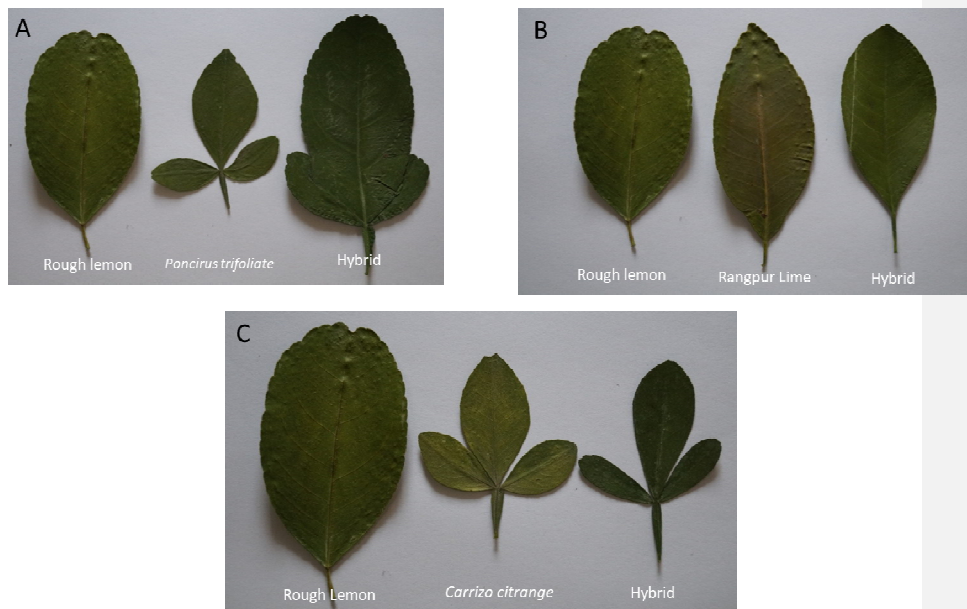 A
Rough lemon
Poncirus trifoliate
Hybrid
B
Rough lemon
Rangpur Lime
Hybrid
C
Rough Lemon
Carrizo citrange
Hybrid